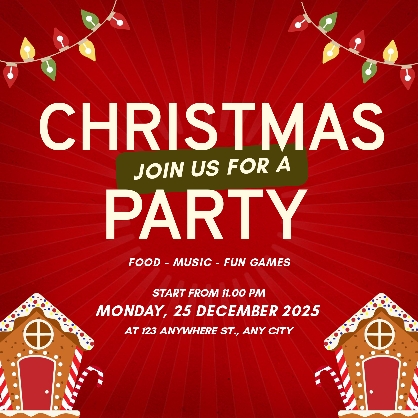 CHRISTMAS
JOIN US FOR A
PARTY
FOOD - MUSIC - FUN GAMES
START FROM 11.00 PM
MONDAY, 25 DECEMBER 2025
AT 123 ANYWHERE ST., ANY CITY